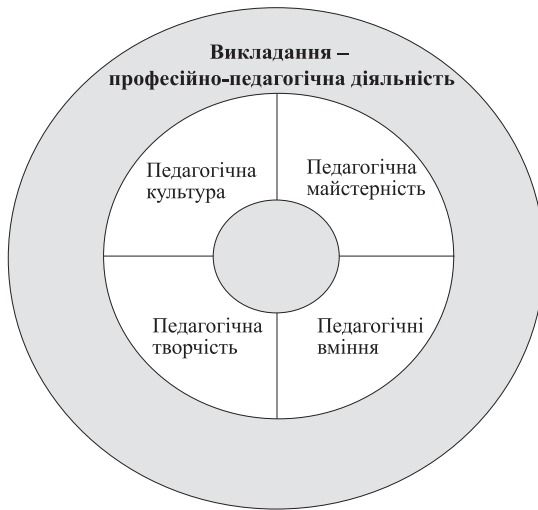 Викладання –
професійно-педагогічна діяльність
Педагогічна
культура
Педагогічна
майстерність
Педагогічна
творчість
Педагогічні
вміння